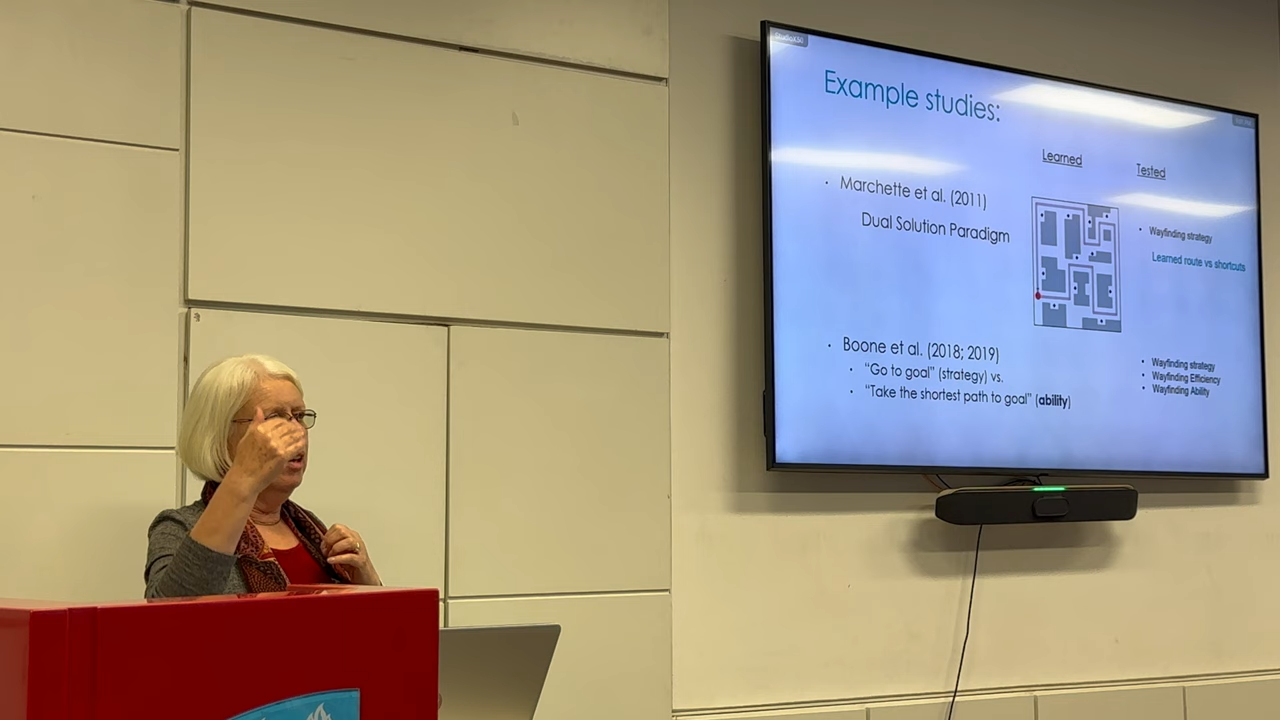 StudioX30
Example studies:
Learned
Tested
• Marchette et al. (2011)
Dual Solution Paradigm
• Wayfinding strategy
Learned route vs shortcuts
• Boone et al. (2018; 2019)
• “Go to goal” (strategy) vs.
• “Take the shortest path to goal” (ability)
• Wayfinding strategy
• Wayfinding Efficiency
• Wayfinding Ability